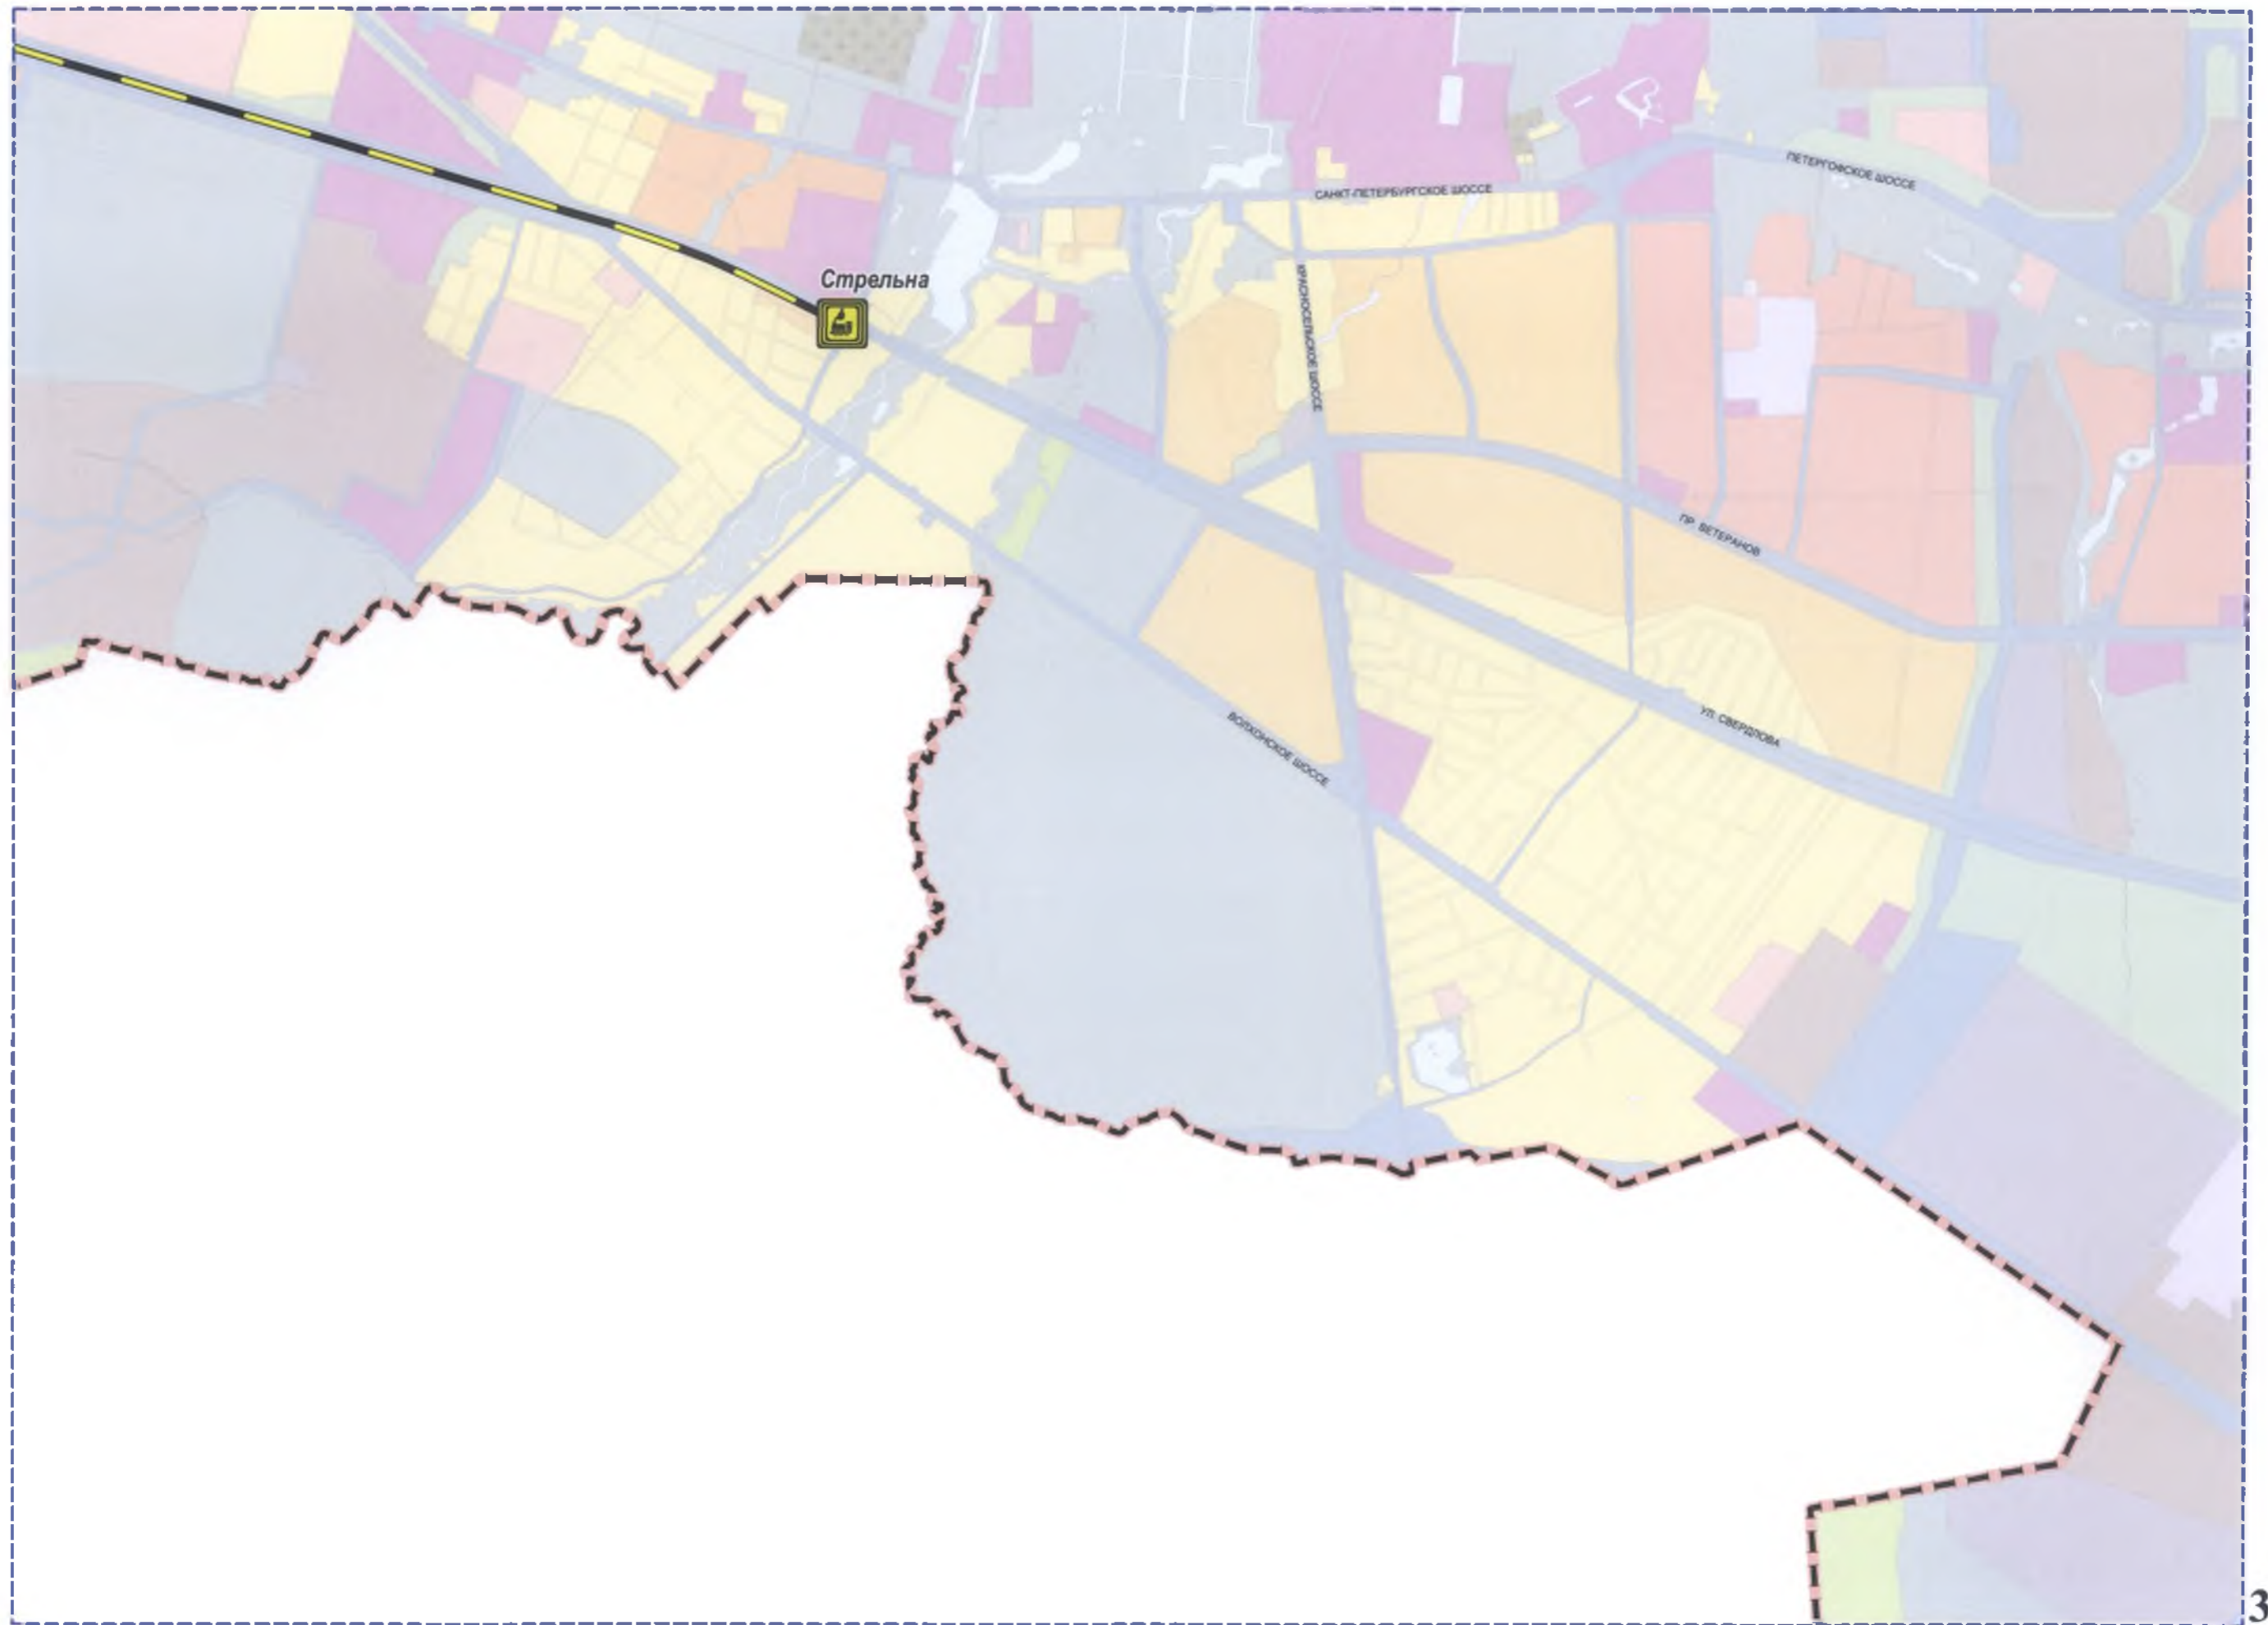 ПЕТЕРГОФСКОЕ ШОССЕ
САНКТ-ПЕТЕРБУРГСКОЕ ШОССЕ
Стрельна
КРАСНОСЕЛЬСКОЕ ШОССЕ
ПР. ВЕТЕРАНОВ
УЛ. СВЕРДЛОВА
ВОЛХОНСКОЕ ШОССЕ
3